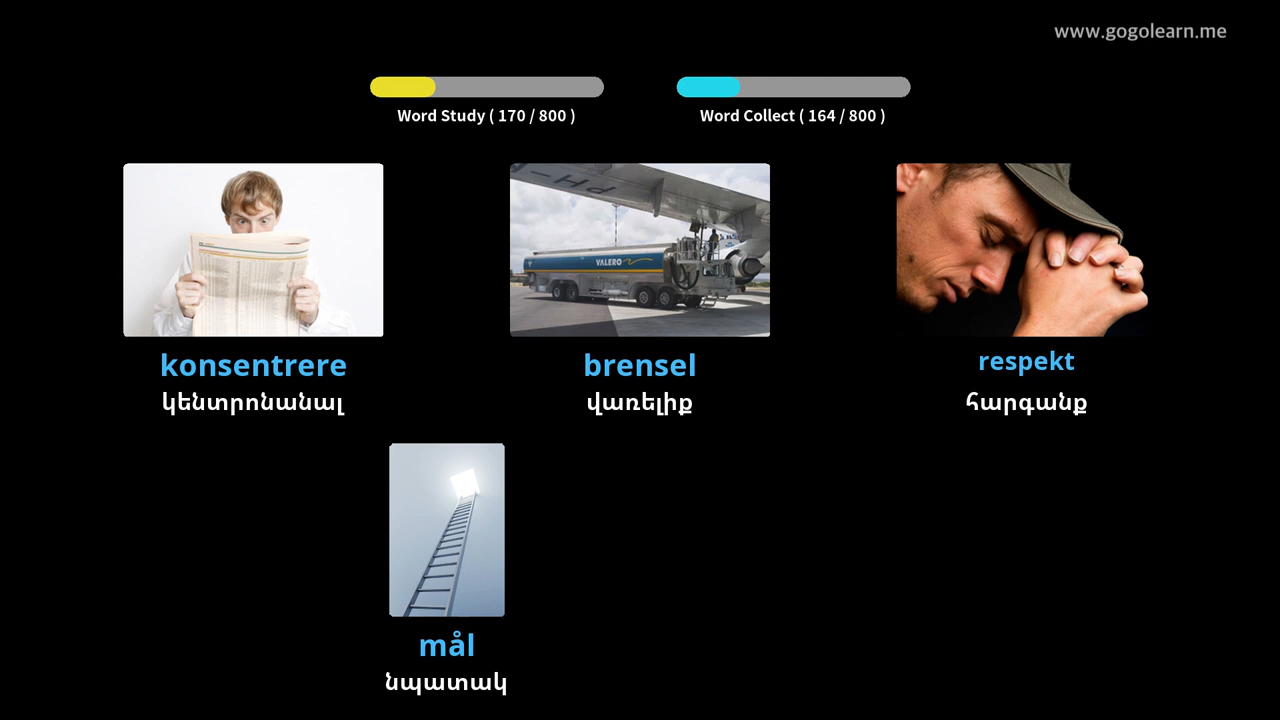 www.gogolearn.me
Word Study ( 170 / 800 )
Word Collect ( 164 / 800 )
VALERO
konsentrere
brensel
respekt
կենտրոնանալ
վառելիք
հարգանք
mål
նպատակ